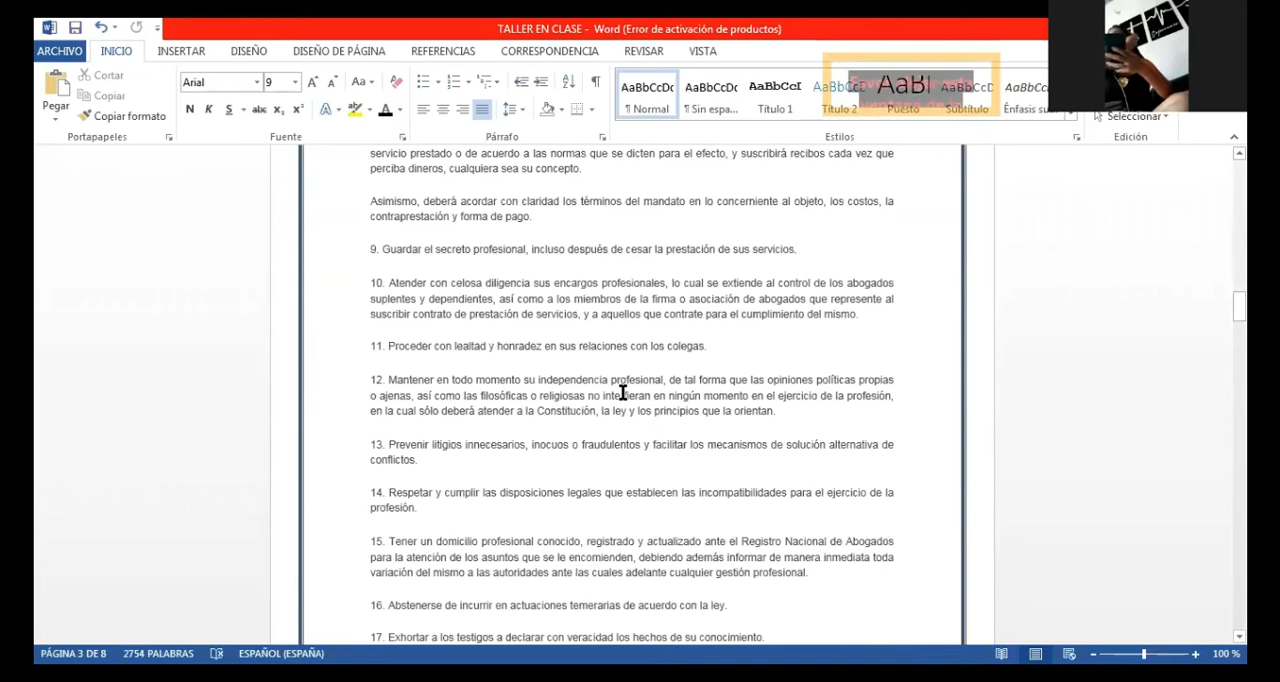 TALLER EN CLASE - Word (Error de activación de productos)
ARCHIVO INICIO INSERTAR DISEÑO DISEÑO DE PÁGINA REFERENCIAS CORRESPONDENCIA REVISAR VISTA
Cortar
Copiar
Copiar formato
Pegar
Portapapeles
Arial 9
N K S abc x₂ x²
Fuente
Párrafo
AaBbCcDc AaBbCcDc AaBbCcI AaBI
¶ Normal ¶ Sin espa... Título 1 Título 2 Puesto Subtítulo Énfasis
Estilos
Seleccionar
Edición
servicio prestado o de acuerdo a las normas que se dicten para el efecto, y suscribirá recibos cada vez que
perciba dineros, cualquiera sea su concepto.
Asimismo, deberá acordar con claridad los términos del mandato en lo concerniente al objeto, los costos, la
contraprestación y forma de pago.
9. Guardar el secreto profesional, incluso después de cesar la prestación de sus servicios.
10. Atender con celosa diligencia sus encargos profesionales, lo cual se extiende al control de los abogados
suplentes y dependientes, así como a los miembros de la firma o asociación de abogados que represente al
suscribir contrato de prestación de servicios, y a aquellos que contrate para el cumplimiento del mismo.
11. Proceder con lealtad y honradez en sus relaciones con los colegas.
12. Mantener en todo momento su independencia profesional, de tal forma que las opiniones políticas propias
o ajenas, así como las filosóficas o religiosas no interfieran en ningún momento en el ejercicio de la profesión,
en la cual sólo deberá atender a la Constitución, la ley y los principios que la orientan.
13. Prevenir litigios innecesarios, inocuos o fraudulentos y facilitar los mecanismos de solución alternativa de
conflictos.
14. Respetar y cumplir las disposiciones legales que establecen las incompatibilidades para el ejercicio de la
profesión.
15. Tener un domicilio profesional conocido, registrado y actualizado ante el Registro Nacional de Abogados
para la atención de los asuntos que se le encomienden, debiendo además informar de manera inmediata toda
variación del mismo a las autoridades ante las cuales adelante cualquier gestión profesional.
16. Abstenerse de incurrir en actuaciones temerarias de acuerdo con la ley.
17. Exhortar a los testigos a declarar con veracidad los hechos de su conocimiento.
PÁGINA 3 DE 8 2754 PALABRAS ESPAÑOL (ESPAÑA) 100 %